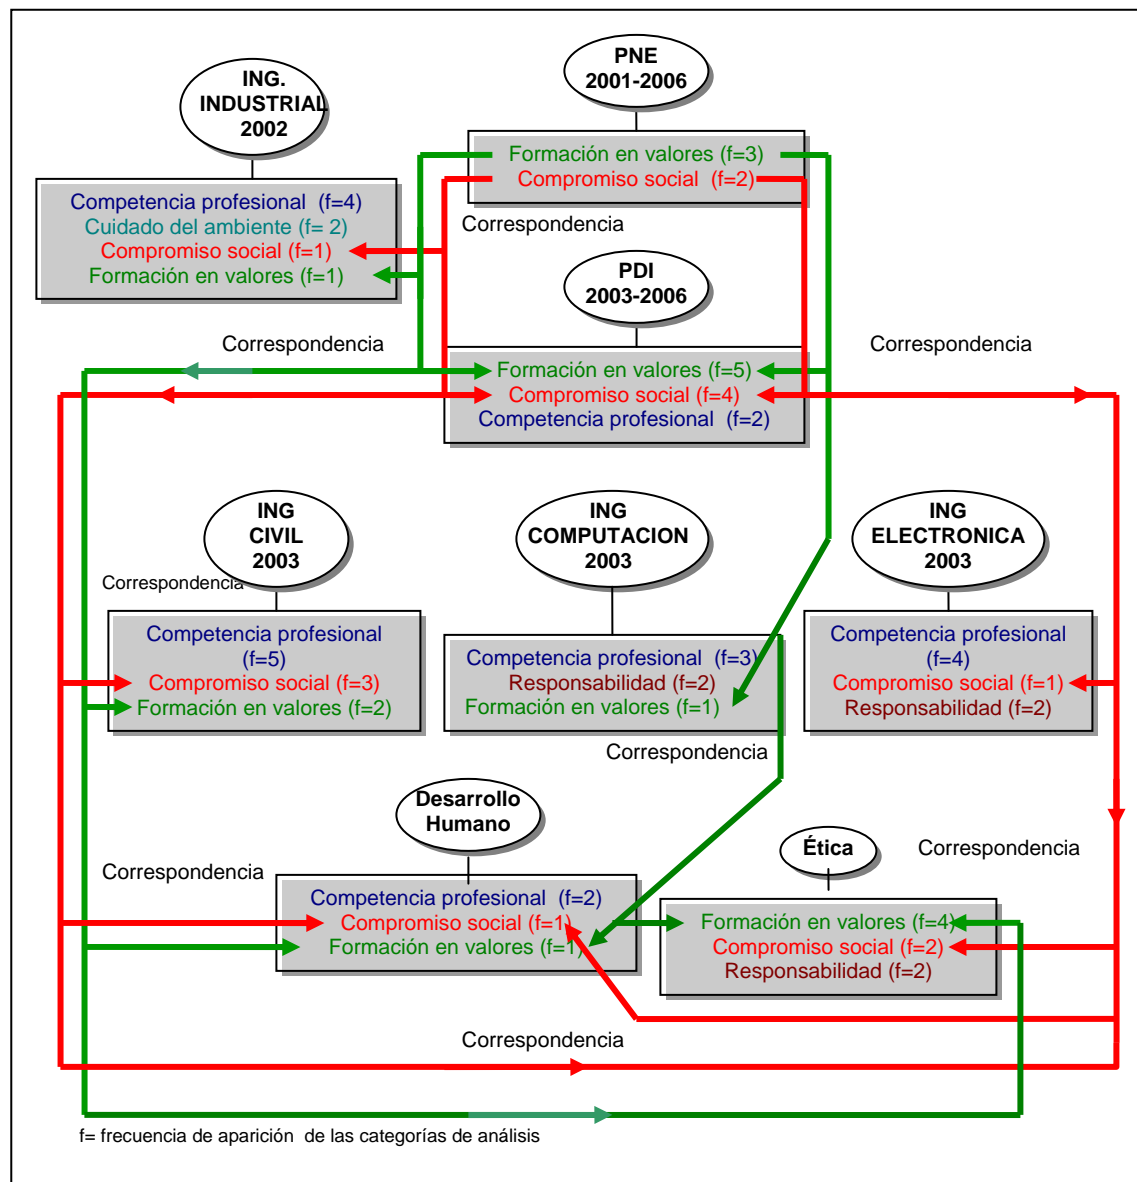 PNE
2001-2006
ING.
INDUSTRIAL
2002
Formación en valores (f=3)
Compromiso social (f=2)
Correspondencia
Competencia profesional (f=4)
Cuidado del ambiente (f= 2)
Compromiso social (f=1)
Formación en valores (f=1)
PDI
2003-2006
Correspondencia
Correspondencia
Formación en valores (f=5)
Compromiso social (f=4)
Competencia profesional (f=2)
ING
CIVIL
2003
ING
COMPUTACION
2003
ING
ELECTRONICA
2003
Correspondencia
Competencia profesional
(f=5)
Compromiso social (f=3)
Formación en valores (f=2)
Competencia profesional (f=3)
Responsabilidad (f=2)
Formación en valores (f=1)
Competencia profesional
(f=4)
Compromiso social (f=1)
Responsabilidad (f=2)
Correspondencia
Desarrollo
Humano
Ética
Correspondencia
Correspondencia
Competencia profesional (f=2)
Compromiso social (f=1)
Formación en valores (f=1)
Formación en valores (f=4)
Compromiso social (f=2)
Responsabilidad (f=2)
Correspondencia
f= frecuencia de aparición de las categorías de análisis